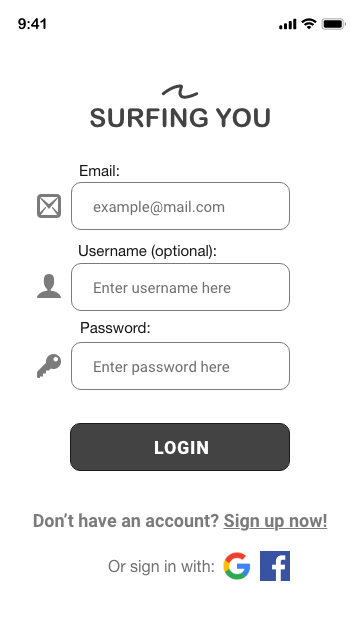 9:41
SURFING YOU
Email:
example@mail.com
Username (optional):
Enter username here
Password:
Enter password here
LOGIN
Don’t have an account? Sign up now!
Or sign in with: